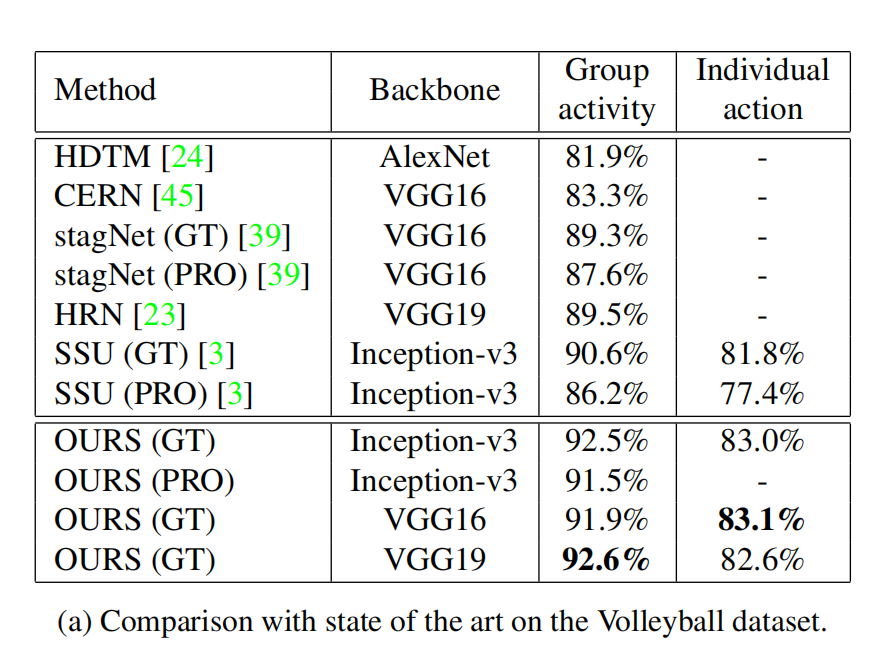 Method Backbone Group activity Individual action
HDTM [24] AlexNet 81.9% -
CERN [45] VGG16 83.3% -
stagNet (GT) [39] VGG16 89.3% -
stagNet (PRO) [39] VGG16 87.6% -
HRN [23] VGG19 89.5% -
SSU (GT) [3] Inception-v3 90.6% 81.8%
SSU (PRO) [3] Inception-v3 86.2% 77.4%
OURS (GT) Inception-v3 92.5% 83.0%
OURS (PRO) Inception-v3 91.5% -
OURS (GT) VGG16 91.9% 83.1%
OURS (GT) VGG19 92.6% 82.6%
(a) Comparison with state of the art on the Volleyball dataset.